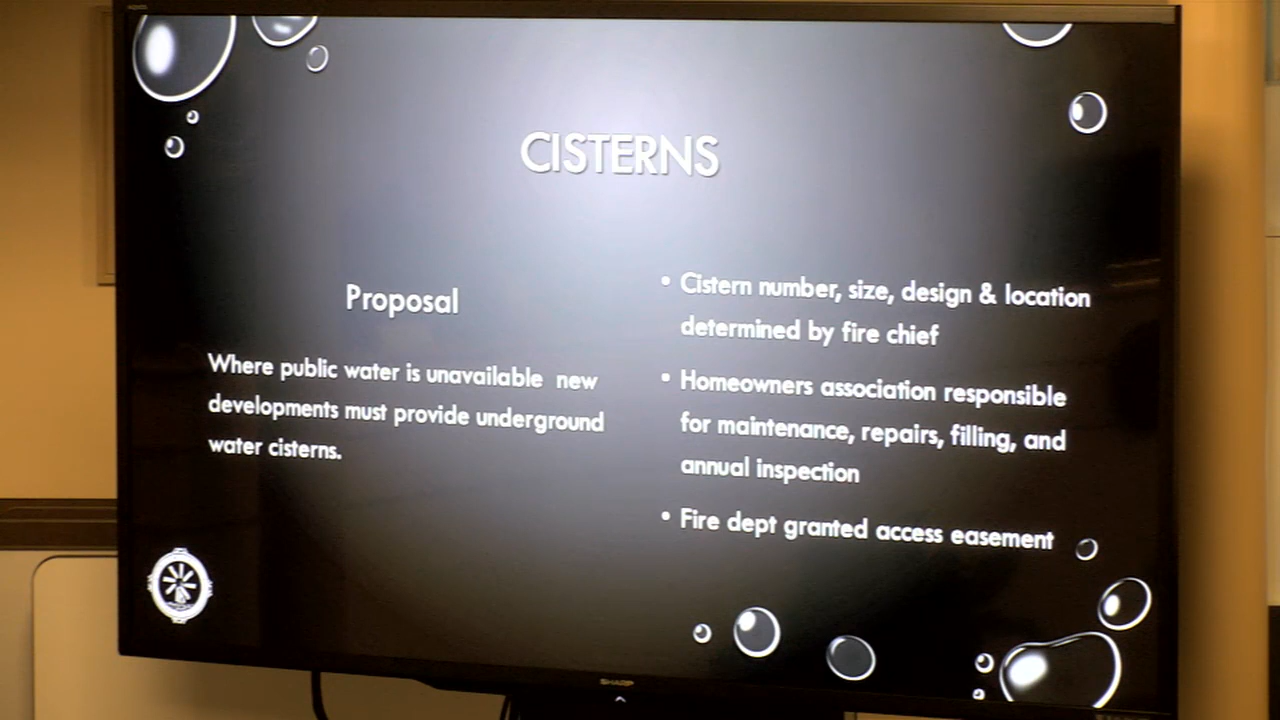 CISTERNS
Proposal
Where public water is unavailable new
developments must provide underground
water cisterns.
• Cistern number, size, design & location
determined by fire chief
• Homeowners association responsible
for maintenance, repairs, filling, and
annual inspection
• Fire dept granted access easement
SHARP